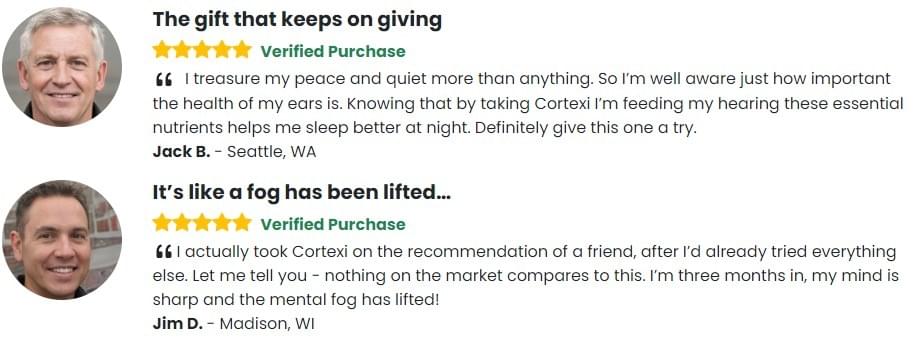 The gift that keeps on giving
Verified Purchase
“ I treasure my peace and quiet more than anything. So I’m well aware just how important
the health of my ears is. Knowing that by taking Cortexi I’m feeding my hearing these essential
nutrients helps me sleep better at night. Definitely give this one a try.
Jack B. - Seattle, WA
It’s like a fog has been lifted…
Verified Purchase
“ I actually took Cortexi on the recommendation of a friend, after I’d already tried everything
else. Let me tell you - nothing on the market compares to this. I’m three months in, my mind is
sharp and the mental fog has lifted!
Jim D. - Madison, WI